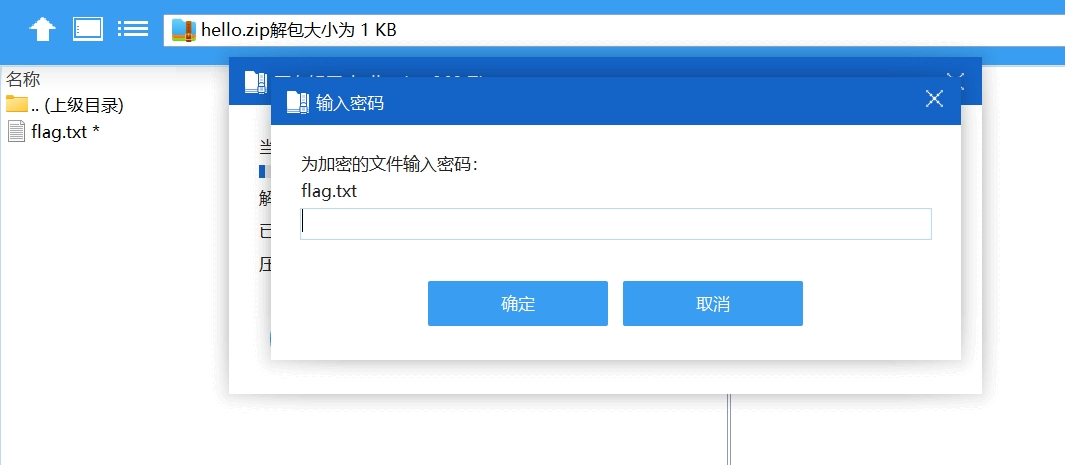 hello.zip解包大小为 1 KB
名称
.. (上级目录)
flag.txt *
输入密码
为加密的文件输入密码：
flag.txt
确定
取消
当
解
已
压